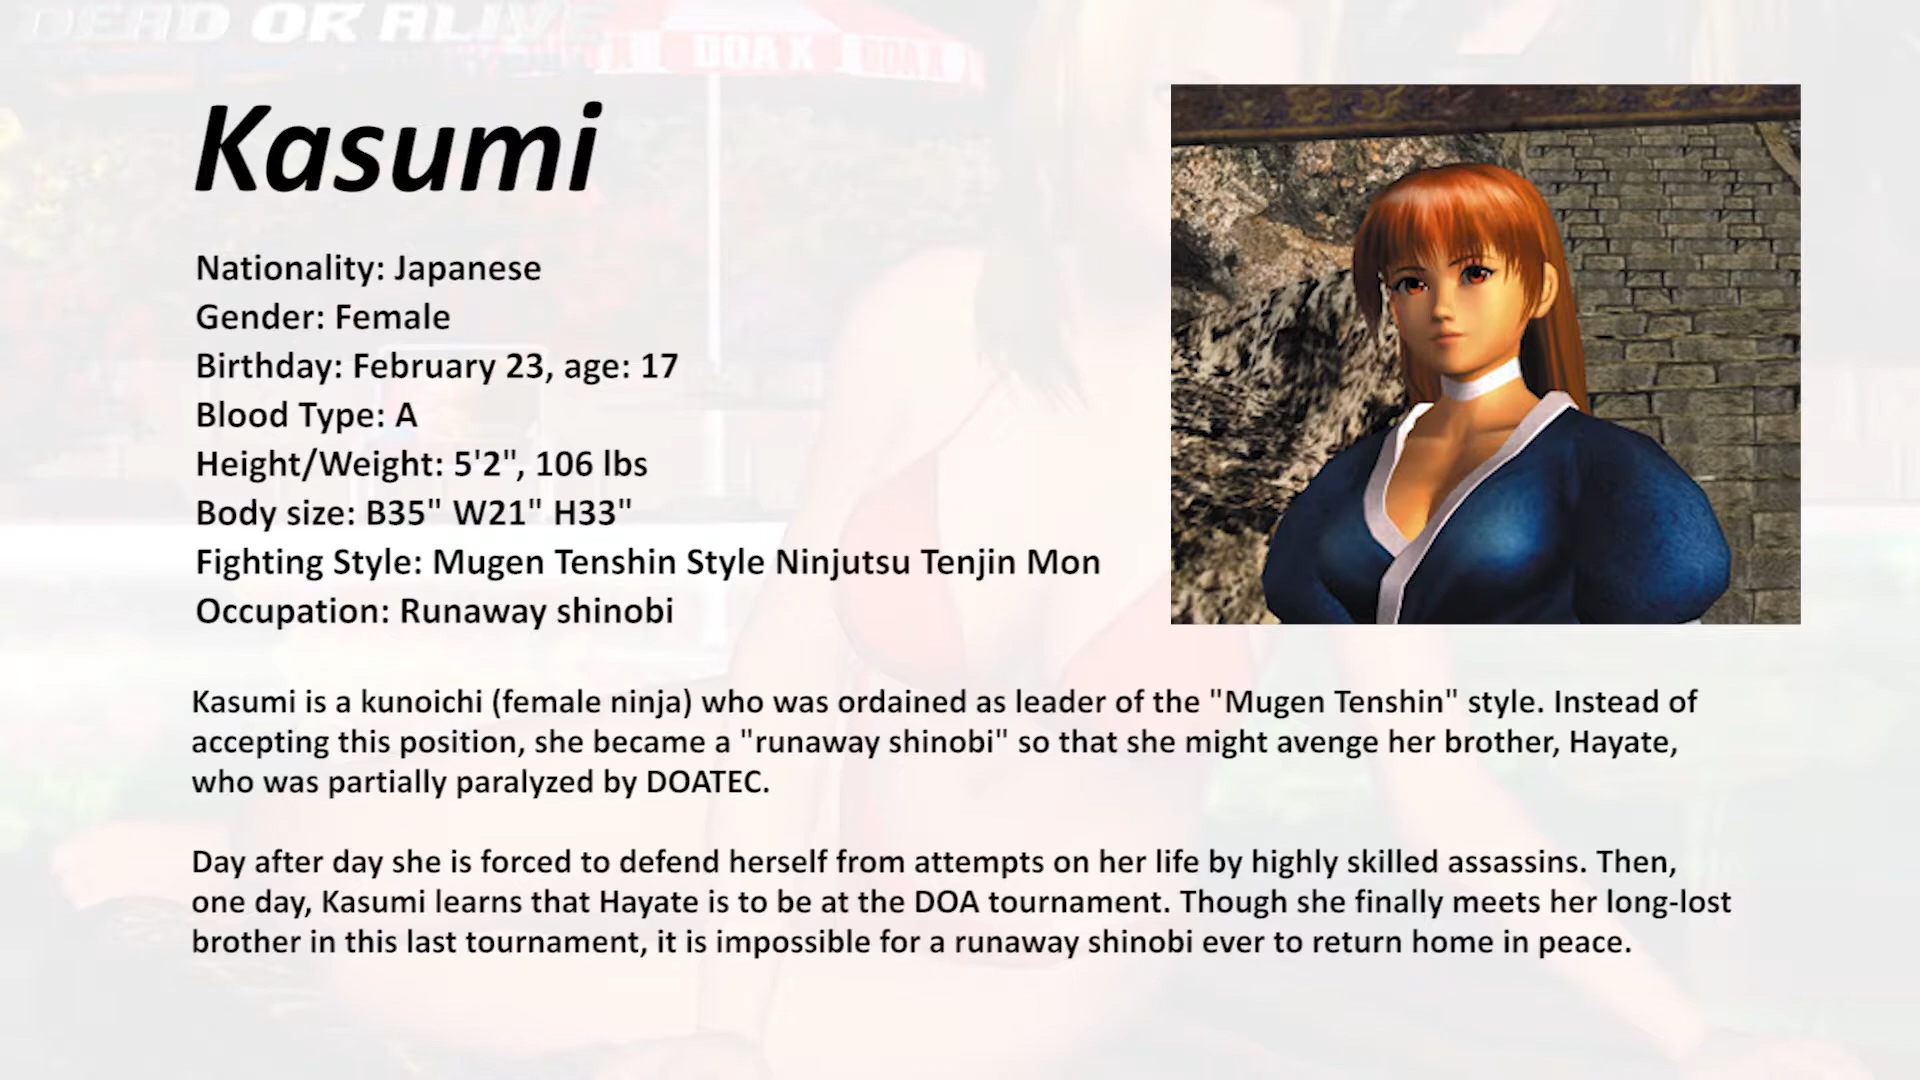 DEAD OR ALIVE
DOA X
DOA X
Kasumi
Nationality: Japanese
Gender: Female
Birthday: February 23, age: 17
Blood Type: A
Height/Weight: 5'2", 106 lbs
Body size: B35" W21" H33"
Fighting Style: Mugen Tenshin Style Ninjutsu Tenjin Mon
Occupation: Runaway shinobi
Kasumi is a kunoichi (female ninja) who was ordained as leader of the "Mugen Tenshin" style. Instead of
accepting this position, she became a "runaway shinobi" so that she might avenge her brother, Hayate,
who was partially paralyzed by DOATEC.
Day after day she is forced to defend herself from attempts on her life by highly skilled assassins. Then,
one day, Kasumi learns that Hayate is to be at the DOA tournament. Though she finally meets her long-lost
brother in this last tournament, it is impossible for a runaway shinobi ever to return home in peace.